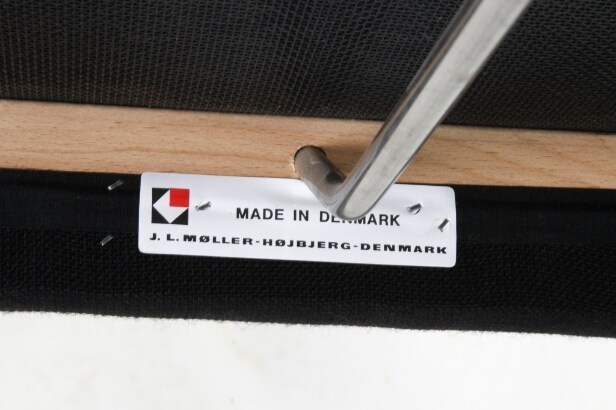 MADE IN DENMARK
J. L. MØLLER-HØJBJERG-DENMARK